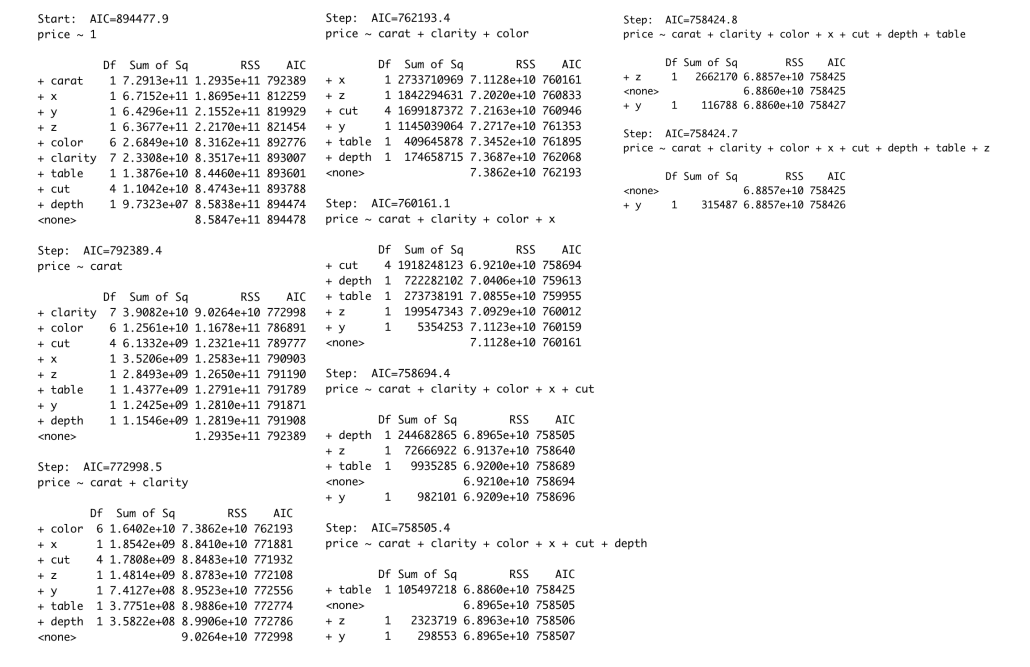 Start:  AIC=894477.9
price ~ 1
Df  Sum of Sq        RSS    AIC
+ carat    1 7.2913e+11 1.2935e+11 792389
+ x        1 6.7152e+11 1.8695e+11 812259
+ y        1 6.4296e+11 2.1552e+11 819929
+ z        1 6.3677e+11 2.2170e+11 821454
+ color    6 2.6849e+10 8.3162e+11 892776
+ clarity  7 2.3308e+10 8.3517e+11 893007
+ table    1 1.3876e+10 8.4460e+11 893601
+ cut      4 1.1042e+10 8.4743e+11 893788
+ depth    1 9.7323e+07 8.5838e+11 894474
<none>                  8.5847e+11 894478
Step:  AIC=792389.4
price ~ carat
Df  Sum of Sq        RSS    AIC
+ clarity  7 3.9082e+10 9.0264e+10 772998
+ color    6 1.2561e+10 1.1678e+11 786891
+ cut      4 6.1332e+09 1.2321e+11 789777
+ x        1 3.5206e+09 1.2583e+11 790903
+ z        1 2.8493e+09 1.2650e+11 791190
+ table    1 1.4377e+09 1.2791e+11 791789
+ y        1 1.2425e+09 1.2810e+11 791871
+ depth    1 1.1546e+09 1.2819e+11 791908
<none>                  1.2935e+11 792389
Step:  AIC=772998.5
price ~ carat + clarity
Df  Sum of Sq        RSS    AIC
+ color  6 1.6402e+10 7.3862e+10 762193
+ x      1 1.8542e+09 8.8410e+10 771881
+ cut    4 1.7808e+09 8.8483e+10 771932
+ z      1 1.4814e+09 8.8783e+10 772108
+ y      1 7.4127e+08 8.9523e+10 772556
+ table  1 3.7751e+08 8.9886e+10 772774
+ depth  1 3.5822e+08 8.9906e+10 772786
<none>                9.0264e+10 772998
Step:  AIC=762193.4
price ~ carat + clarity + color
Df  Sum of Sq        RSS    AIC
+ x      1 2733710969 7.1128e+10 760161
+ z      1 1842294631 7.2020e+10 760833
+ cut    4 1699187372 7.2163e+10 760946
+ y      1 1145039064 7.2717e+10 761353
+ table  1  409645878 7.3452e+10 761895
+ depth  1  174658715 7.3687e+10 762068
<none>                7.3862e+10 762193
Step:  AIC=760161.1
price ~ carat + clarity + color + x
Df  Sum of Sq        RSS    AIC
+ cut    4 1918248123 6.9210e+10 758694
+ depth  1  722282102 7.0406e+10 759613
+ table  1  273738191 7.0855e+10 759955
+ z      1  199547343 7.0929e+10 760012
+ y      1    5354253 7.1123e+10 760159
<none>                7.1128e+10 760161
Step:  AIC=758694.4
price ~ carat + clarity + color + x + cut
Df Sum of Sq        RSS    AIC
+ depth  1 244682865 6.8965e+10 758505
+ z      1  72666922 6.9137e+10 758640
+ table  1   9935285 6.9200e+10 758689
<none>               6.9210e+10 758694
+ y      1    982101 6.9209e+10 758696
Step:  AIC=758505.4
price ~ carat + clarity + color + x + cut + depth
Df Sum of Sq        RSS    AIC
+ table  1 105497218 6.8860e+10 758425
<none>               6.8965e+10 758505
+ z      1   2323719 6.8963e+10 758506
+ y      1    298553 6.8965e+10 758507
Step:  AIC=758424.8
price ~ carat + clarity + color + x + cut + depth + table
Df Sum of Sq        RSS    AIC
+ z     1   2662170 6.8857e+10 758425
<none>              6.8860e+10 758425
+ y     1    116788 6.8860e+10 758427
Step:  AIC=758424.7
price ~ carat + clarity + color + x + cut + depth + table + z
Df Sum of Sq        RSS    AIC
<none>              6.8857e+10 758425
+ y     1    315487 6.8857e+10 758426